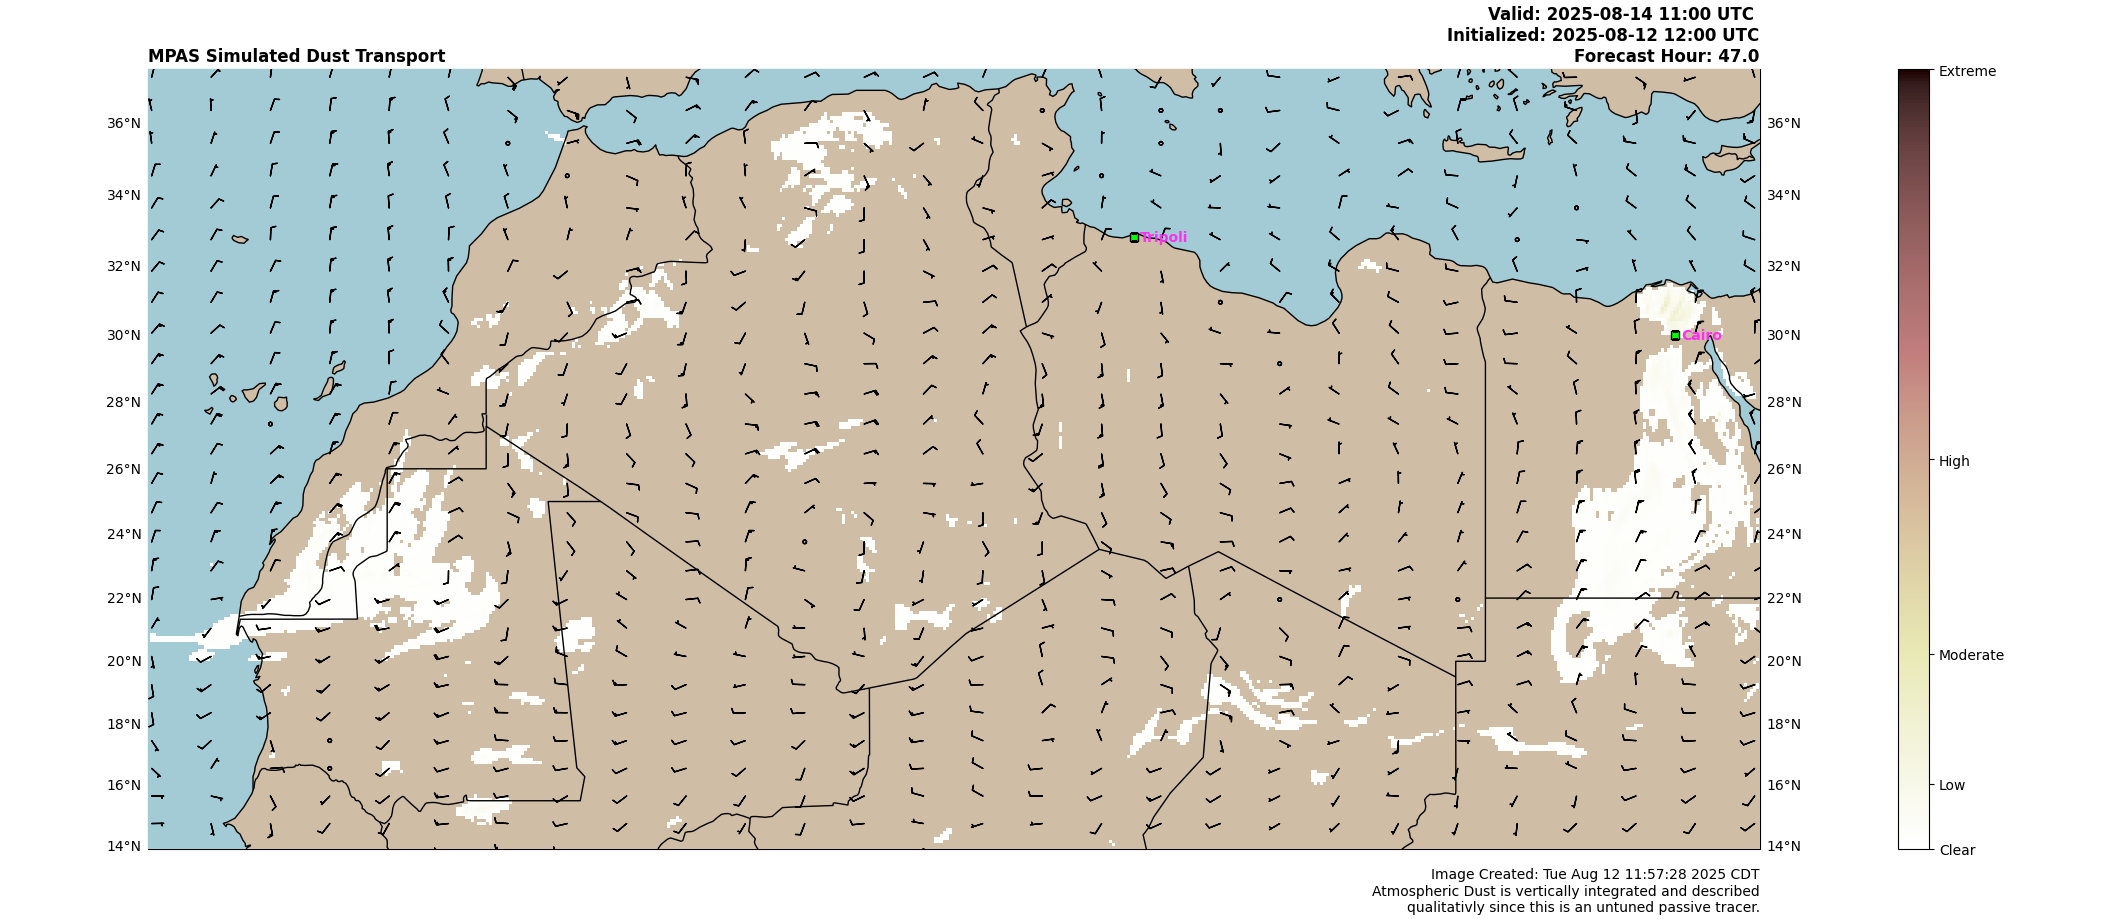 Valid: 2025-08-14 11:00 UTC
Initialized: 2025-08-12 12:00 UTC
MPAS Simulated Dust Transport
Forecast Hour: 47.0
Extreme
36°N
36°N
34°N
34°N
Tripoli
32°N
32°N
30°N
Cairo
30°N
28°N
28°N
26°N
26°N
High
24°N
24°N
22°N
22°N
20°N
20°N
Moderate
18°N
18°N
16°N
16°N
Low
14°N
14°N
Clear
Image Created: Tue Aug 12 11:57:28 2025 CDT
Atmospheric Dust is vertically integrated and described
qualitativly since this is an untuned passive tracer.